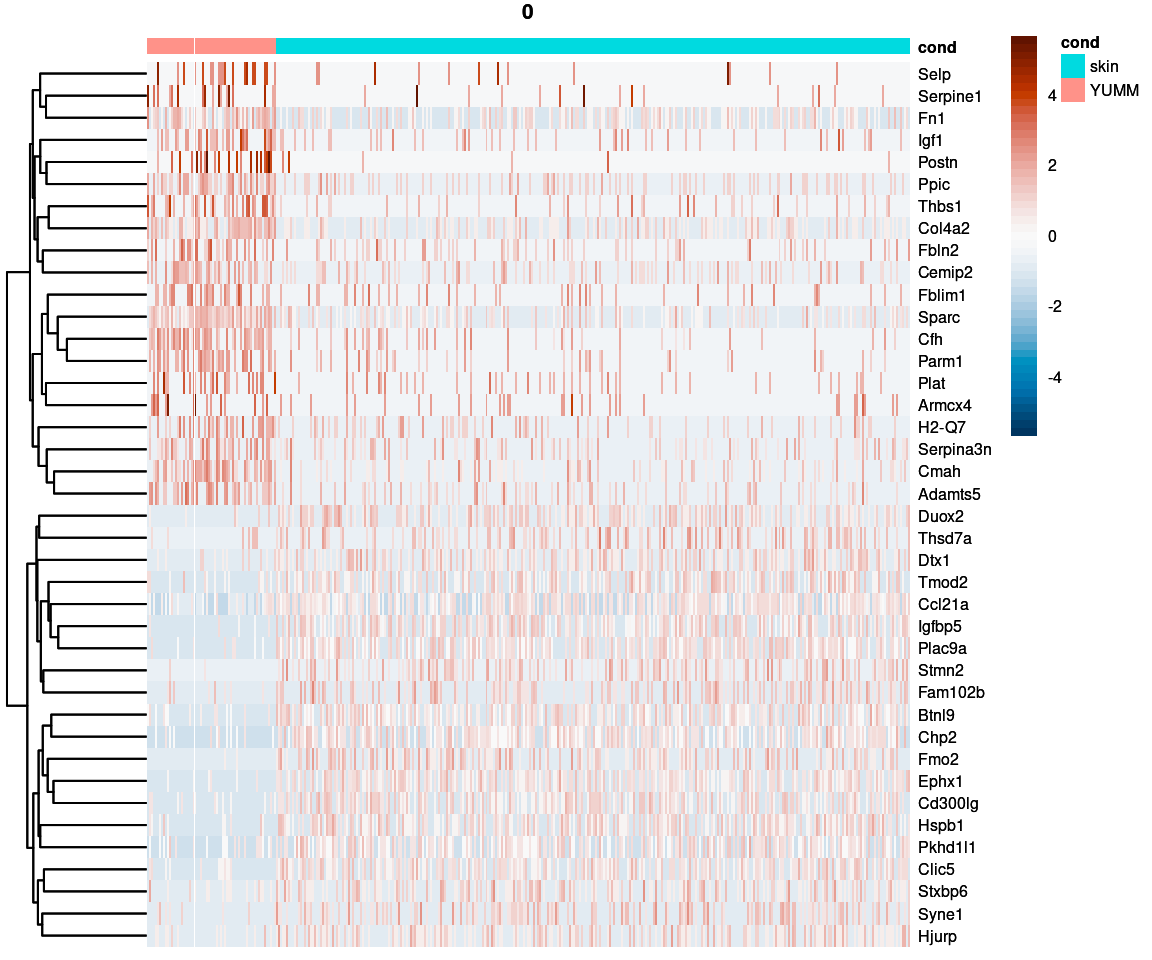 0
cond
Selp
Serpine1
Fn1
Igf1
Postn
Ppic
Thbs1
Col4a2
Fbln2
Cemip2
Fblim1
Sparc
Cfh
Parm1
Plat
Armcx4
H2-Q7
Serpina3n
Cmah
Adamts5
Duox2
Thsd7a
Dtx1
Tmod2
Ccl21a
Igfbp5
Plac9a
Stmn2
Fam102b
Btnl9
Chp2
Fmo2
Ephx1
Cd300lg
Hspb1
Pkhd1l1
Clic5
Stxbp6
Syne1
Hjurp
4
2
0
-2
-4
cond
skin
YUMM